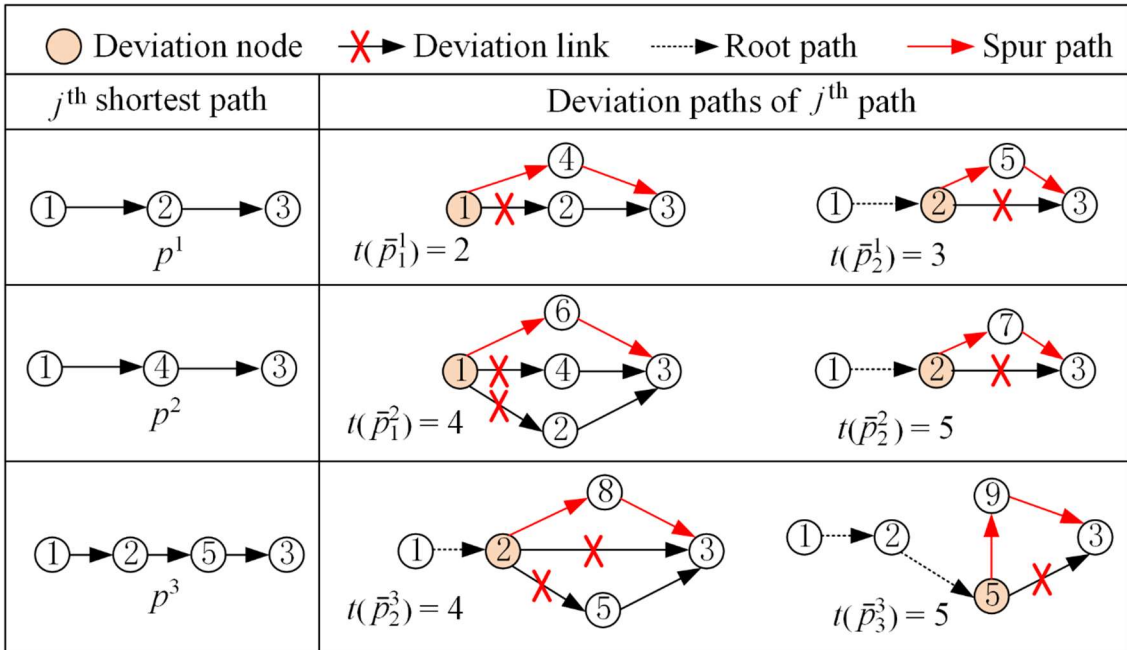 Deviation node Deviation link Root path Spur path
jᵗʰ shortest path Deviation paths of jᵗʰ path
1 2 3
p¹
4
1 2 3
t(p̄₁¹) = 2
5
1 2 3
t(p̄₂¹) = 3
1 4 3
p²
6
1 4 3
2
t(p̄₁²) = 4
7
1 2 3
t(p̄₂²) = 5
1 2 5 3
p³
8
1 2 3
5
t(p̄₂³) = 4
9
1 2 3
5
t(p̄₃³) = 5